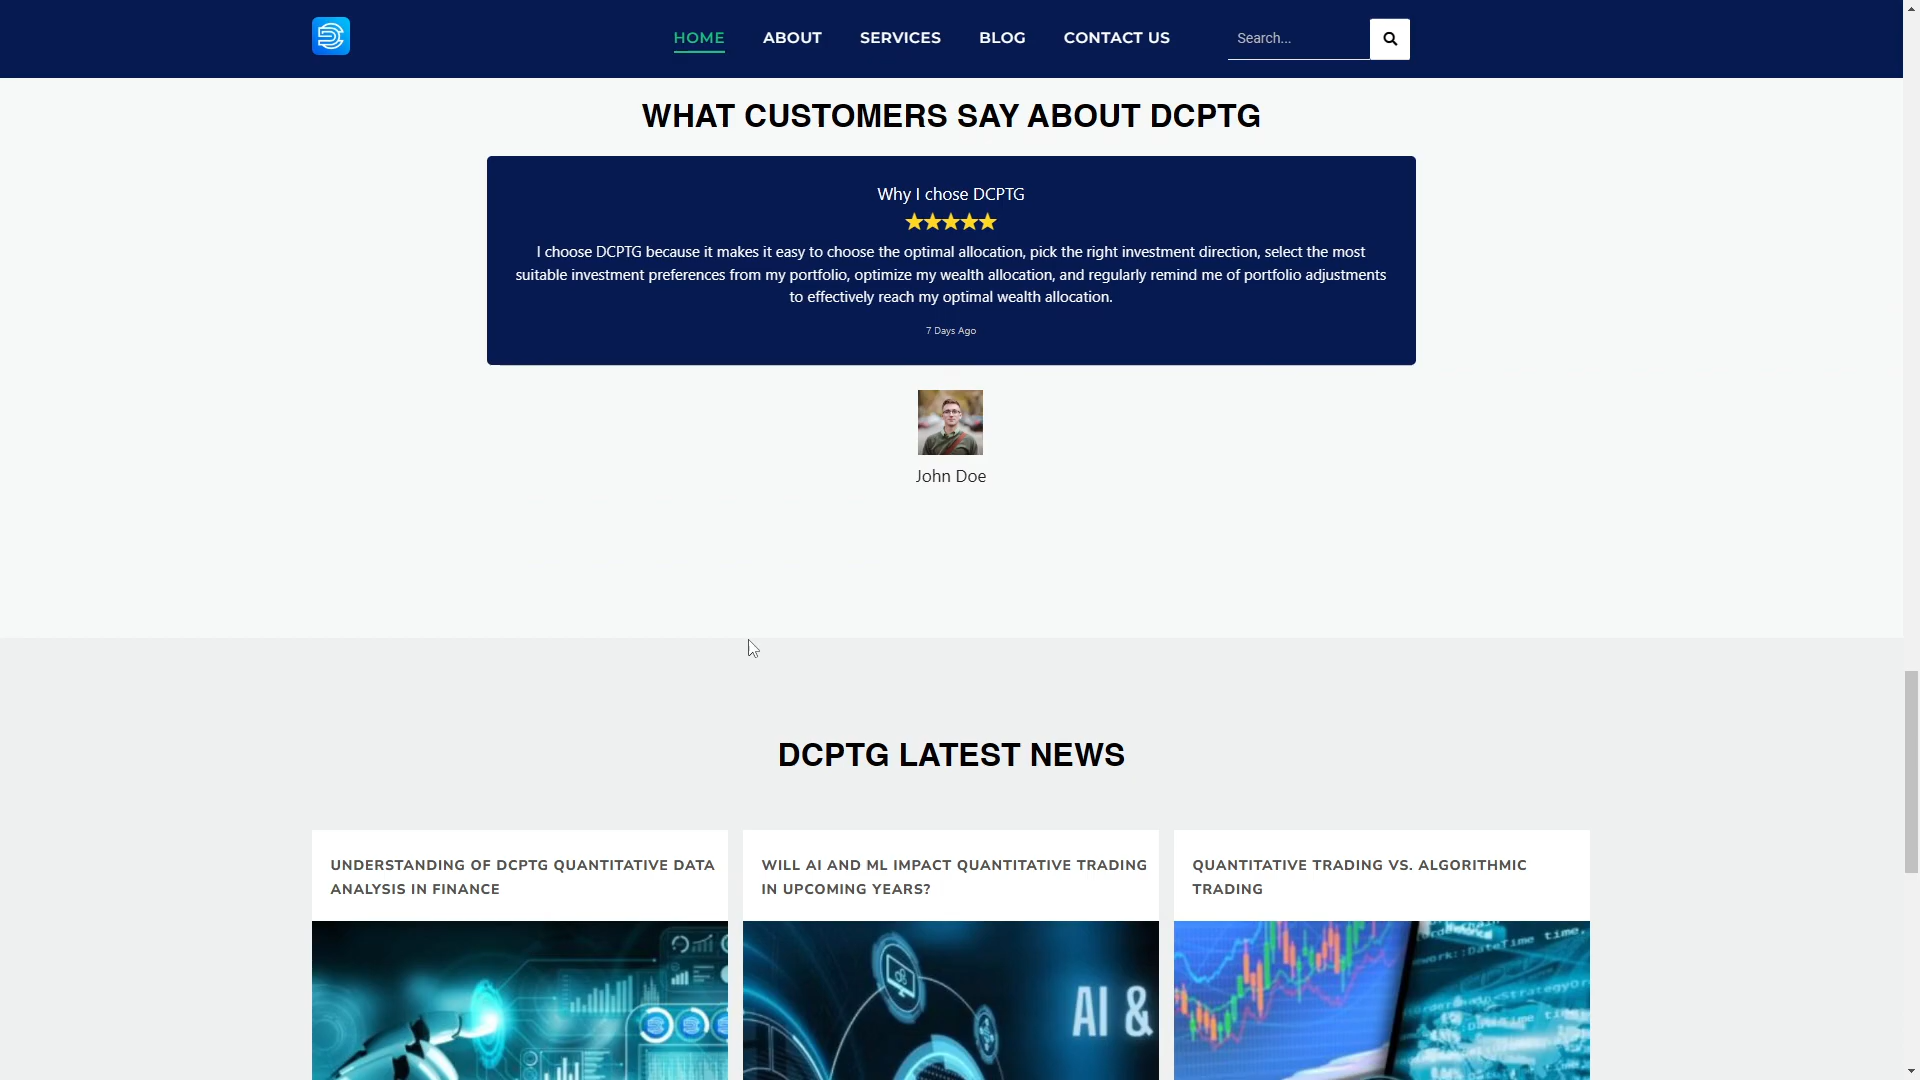 HOME ABOUT SERVICES BLOG CONTACT US Search...
WHAT CUSTOMERS SAY ABOUT DCPTG
Why I chose DCPTG
I choose DCPTG because it makes it easy to choose the optimal allocation, pick the right investment direction, select the most
suitable investment preferences from my portfolio, optimize my wealth allocation, and regularly remind me of portfolio adjustments
to effectively reach my optimal wealth allocation.
7 Days Ago
John Doe
DCPTG LATEST NEWS
UNDERSTANDING OF DCPTG QUANTITATIVE DATA
ANALYSIS IN FINANCE
WILL AI AND ML IMPACT QUANTITATIVE TRADING
IN UPCOMING YEARS?
QUANTITATIVE TRADING VS. ALGORITHMIC
TRADING
AI &